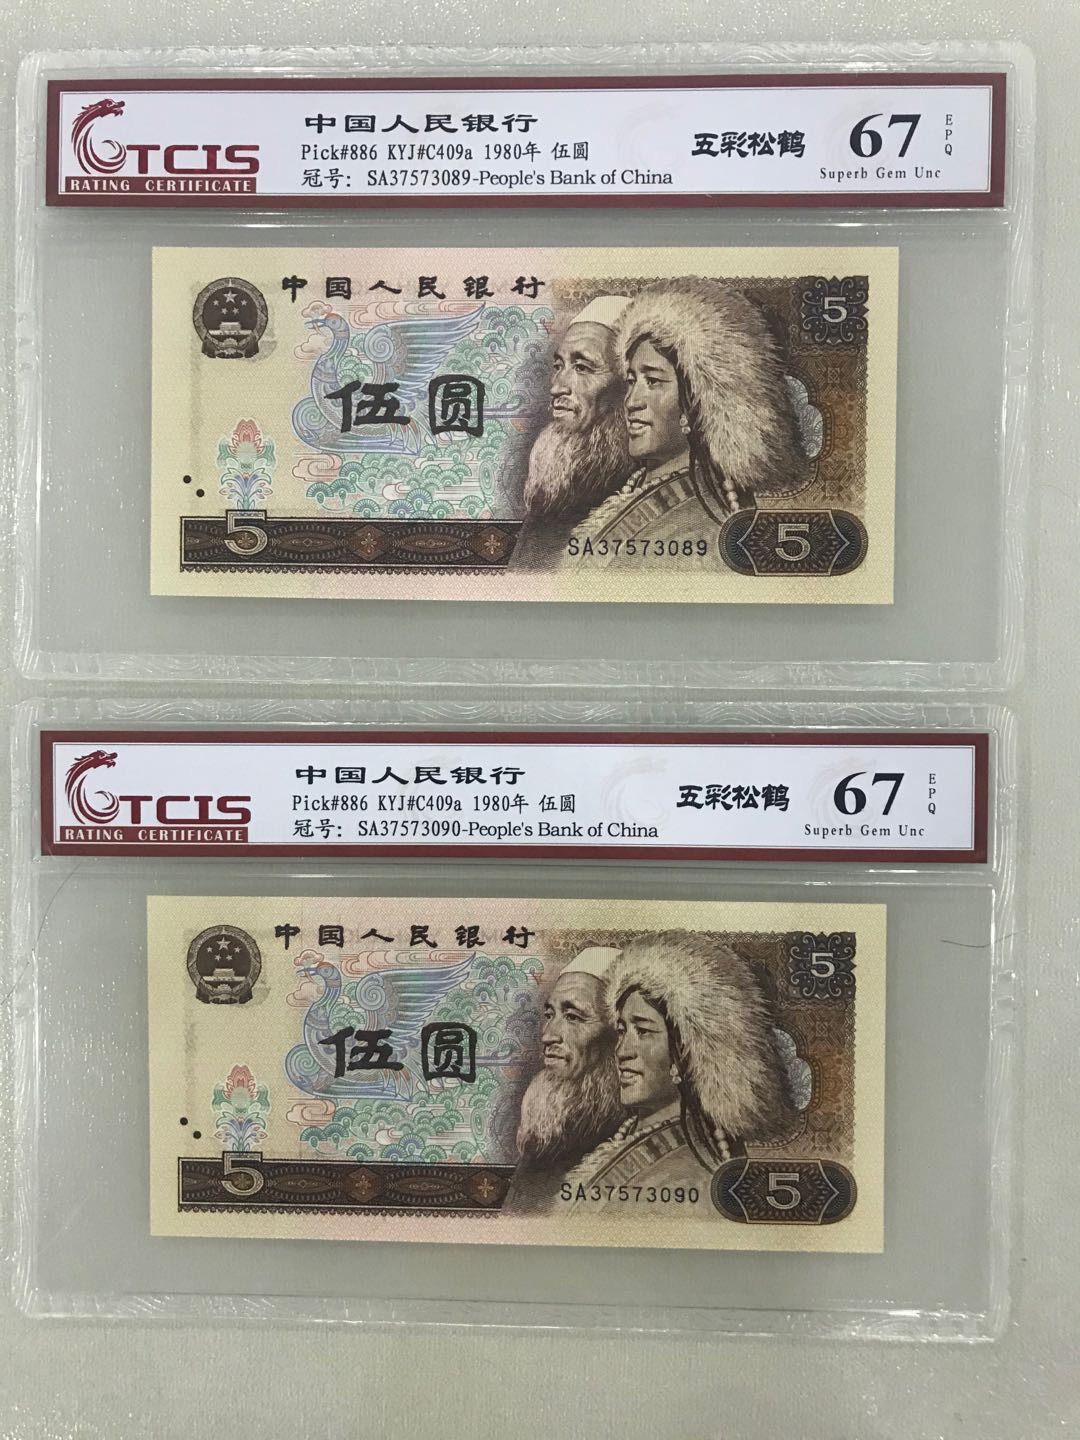 TCIS
RATING CERTIFICATE
中国人民银行
Pick#886 KYJ#C409a 1980年 伍圆
冠号: SA37573089-People's Bank of China
五彩松鹤
67
EPQ
Superb Gem Unc
中国人民银行
5
伍圆
5
SA37573089
5
TCIS
RATING CERTIFICATE
中国人民银行
Pick#886 KYJ#C409a 1980年 伍圆
冠号: SA37573090-People's Bank of China
五彩松鹤
67
EPQ
Superb Gem Unc
中国人民银行
5
伍圆
5
SA37573090
5